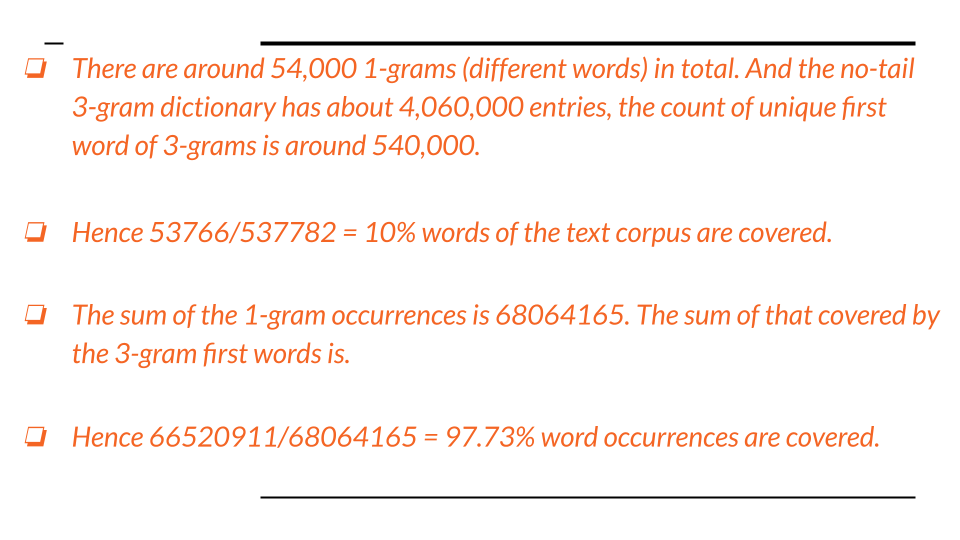 ❏ There are around 54,000 1-grams (different words) in total. And the no-tail
3-gram dictionary has about 4,060,000 entries, the count of unique first
word of 3-grams is around 540,000.
❏ Hence 53766/537782 = 10% words of the text corpus are covered.
❏ The sum of the 1-gram occurrences is 68064165. The sum of that covered by
the 3-gram first words is.
❏ Hence 66520911/68064165 = 97.73% word occurrences are covered.